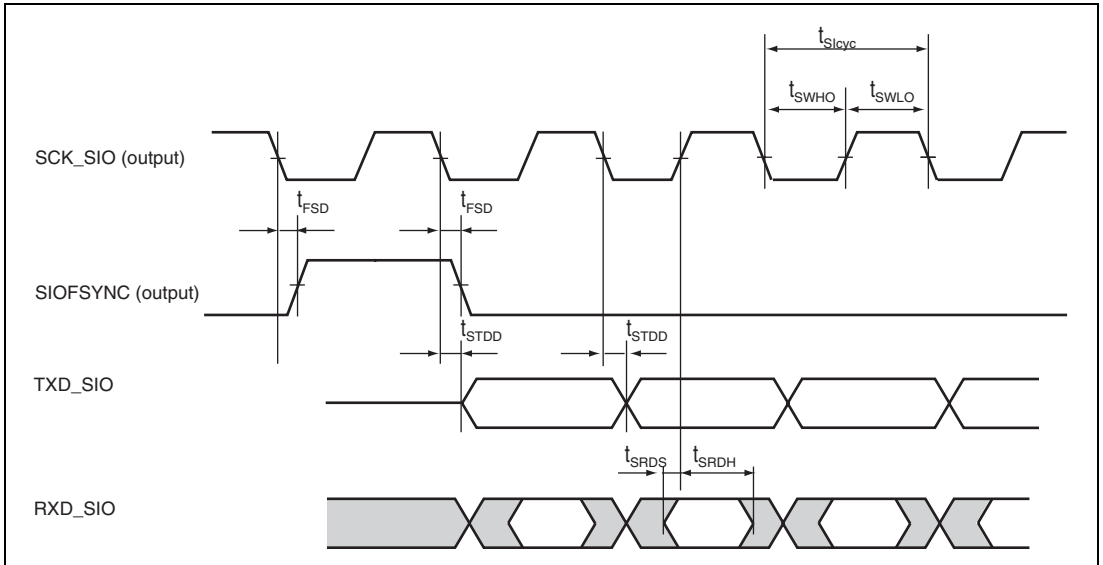 tSIcyc
tSWHO tSWLO
SCK_SIO (output)
tFSD tFSD
SIOFSYNC (output)
tSTDD tSTDD
TXD_SIO
tSRDS tSRDH
RXD_SIO